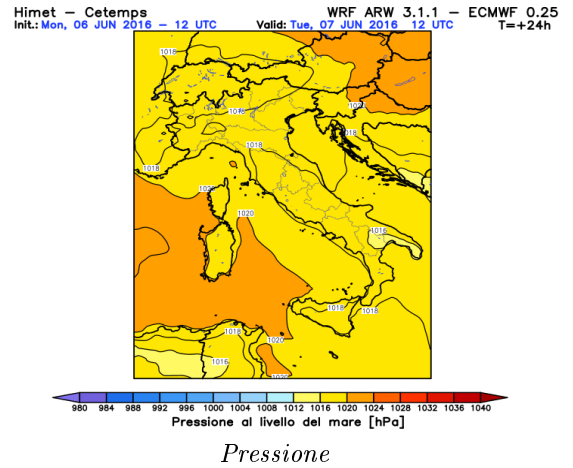 Himet – Cetemps WRF ARW 3.1.1 – ECMWF 0.25
Init.: Mon, 06 JUN 2016 – 12 UTC Valid: Tue, 07 JUN 2016 12 UTC T=+24h
1018
1018
1018
1018
1020
1020
1016
1018
1018
1018
1020
1016
1020
980 984 988 992 996 1000 1004 1008 1012 1016 1020 1024 1028 1032 1036 1040
Pressione al livello del mare [hPa]
Pressione